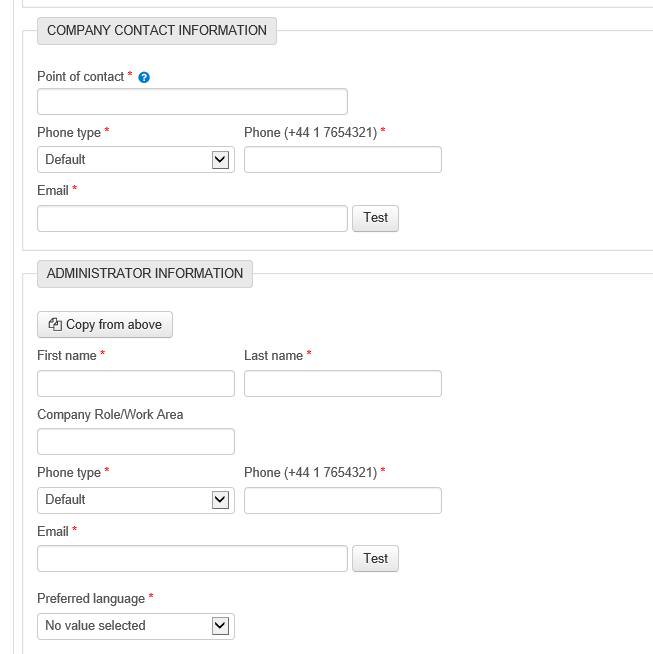 COMPANY CONTACT INFORMATION
Point of contact * ?
Phone type * Phone (+44 1 7654321) *
Default
Email *
Test
ADMINISTRATOR INFORMATION
Copy from above
First name * Last name *
Company Role/Work Area
Phone type * Phone (+44 1 7654321) *
Default
Email *
Test
Preferred language *
No value selected